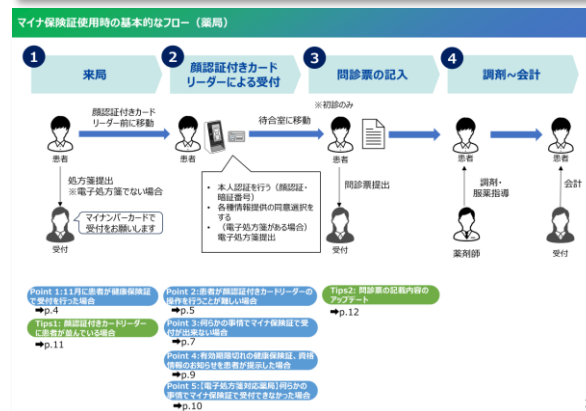 マイナ保険証使用時の基本的なフロー（薬局）
1
来局
2
顔認証付きカード
リーダーによる受付
3
問診票の記入
4
調剤～会計
顔認証付きカード
リーダー前に移動
患者
処方箋提出
※電子処方箋でない場合
マイナンバーカードで
受付をお願いします
受付
患者
待合室に移動
• 本人認証を行う（顔認証・
暗証番号）
• 各種情報提供の同意選択を
する
• （電子処方箋がある場合）
電子処方箋提出
※初診のみ
患者
問診票提出
受付
患者
調剤・
服薬指導
薬剤師
患者
会計
受付
Point 1:11月に患者が健康保険証
で受付を行った場合
➡p.4
Tips1: 顔認証付きカードリーダー
に患者が並んでいる場合
➡p.11
Point 2:患者が顔認証付きカードリーダーの
操作を行うことが難しい場合
➡p.5
Point 3:何らかの事情でマイナ保険証で受
付が出来ない場合
➡p.7
Point 4:有効期限切れの健康保険証、資格
情報のお知らせを患者が提示した場合
➡p.9
Point 5:【電子処方箋対応薬局】何らかの
事情でマイナ保険証で受付できなかった場合
➡p.10
Tips2: 問診票の記載内容の
アップデート
➡p.12